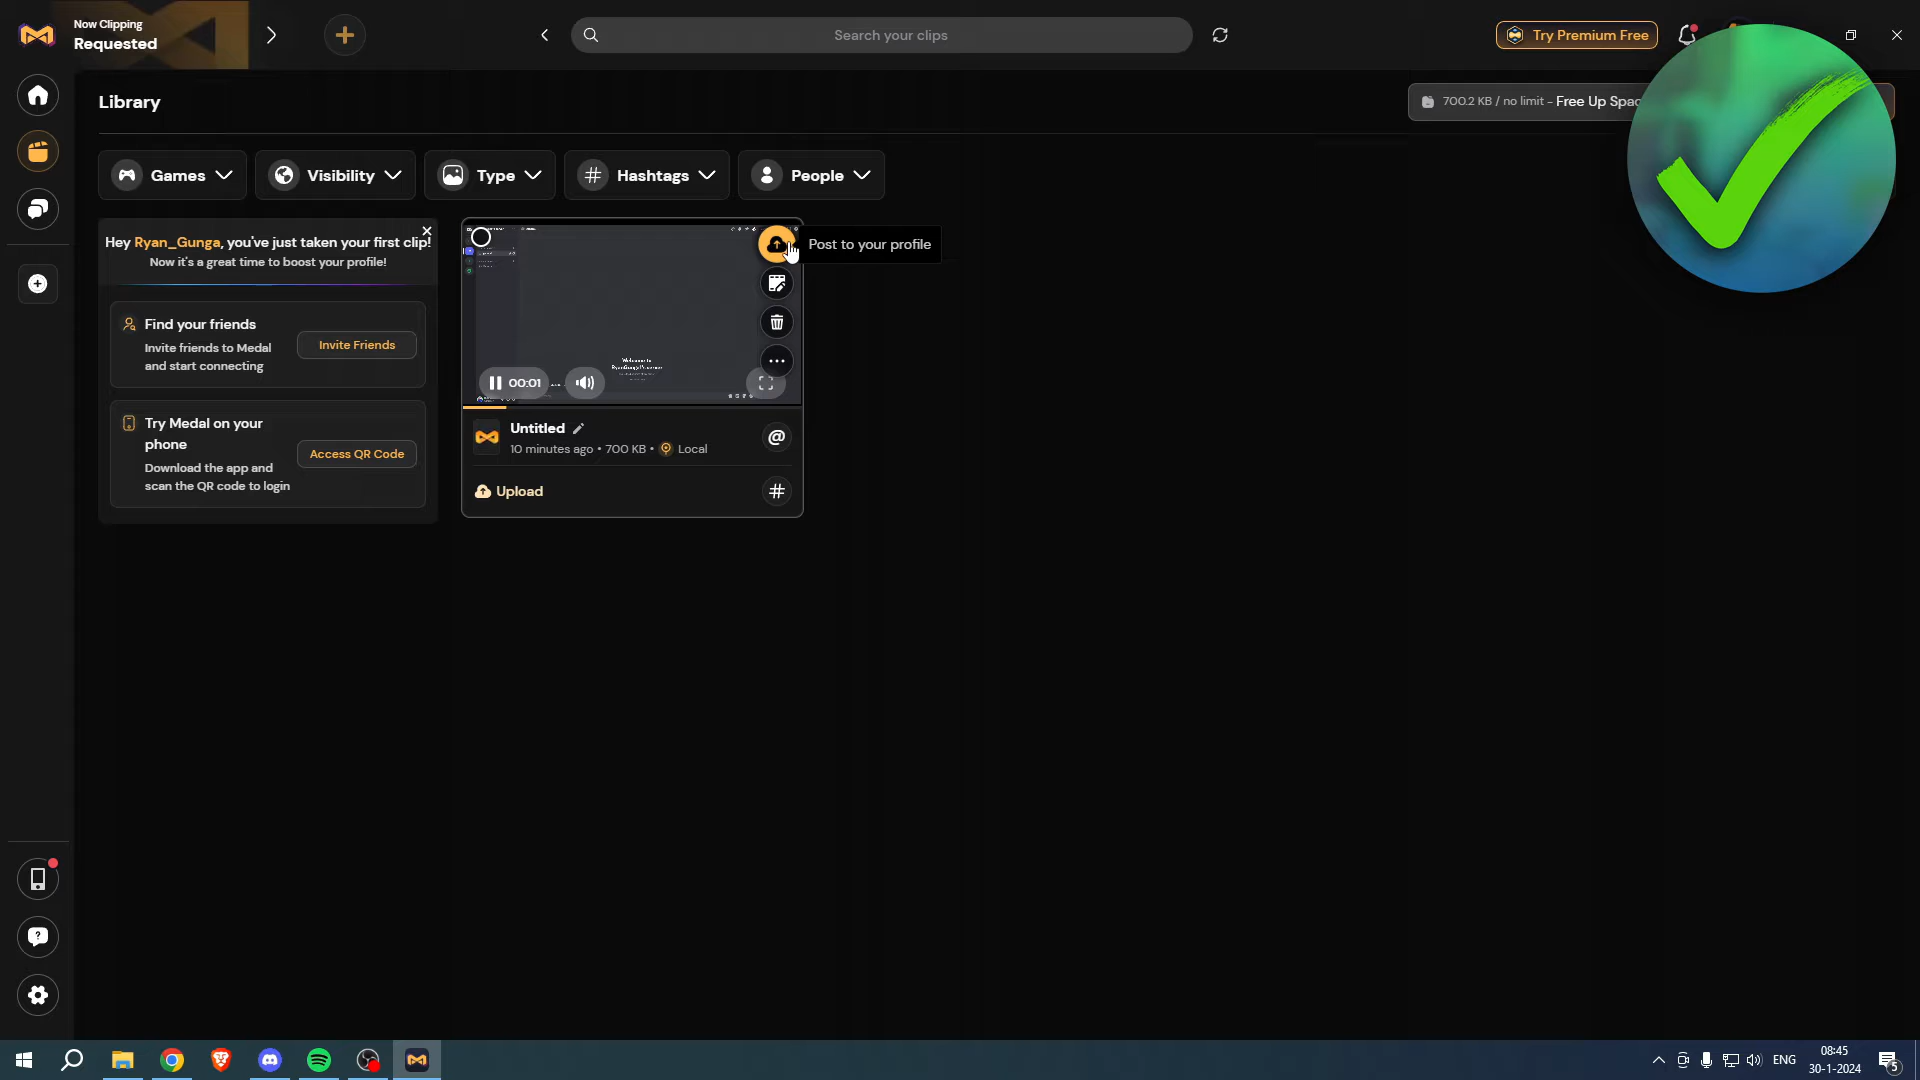 Now Clipping
Requested
Search your clips
Try Premium Free
Library
700.2 KB / no limit - Free Up Spac
Games
Visibility
Type
Hashtags
People
Hey Ryan_Gunga, you've just taken your first clip!
Now it's a great time to boost your profile!
Find your friends
Invite friends to Medal
and start connecting
Invite Friends
Try Medal on your
phone
Download the app and
scan the QR code to login
Access QR Code
Post to your profile
Welcome to
00:01
Untitled
10 minutes ago • 700 KB • Local
@
Upload
#
ENG
08:45
30-1-2024
5